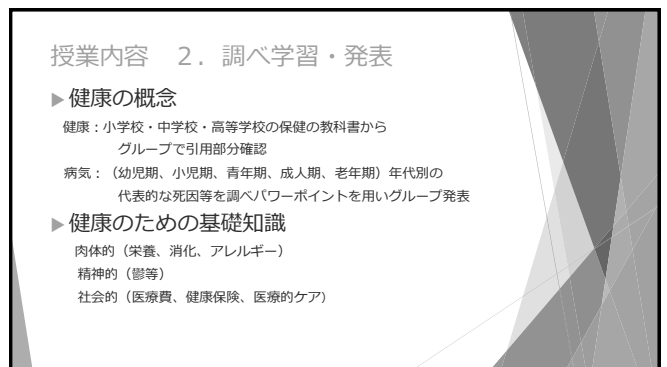 授業内容　２．調べ学習・発表
健康の概念
健康：小学校・中学校・高等学校の保健の教科書から
グループで引用部分確認
病気：（幼児期、小児期、青年期、成人期、老年期）年代別の
代表的な死因等を調べパワーポイントを用いグループ発表
健康のための基礎知識
肉体的（栄養、消化、アレルギー）
精神的（鬱等）
社会的（医療費、健康保険、医療的ケア）